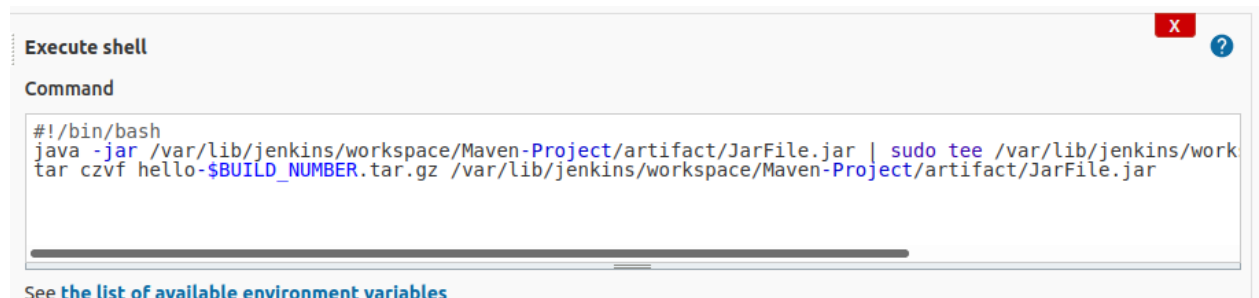 X
Execute shell
Command
#!/bin/bash
java -jar /var/lib/jenkins/workspace/Maven-Project/artifact/JarFile.jar | sudo tee /var/lib/jenkins/work
tar czvf hello-$BUILD_NUMBER.tar.gz /var/lib/jenkins/workspace/Maven-Project/artifact/JarFile.jar
See the list of available environment variables